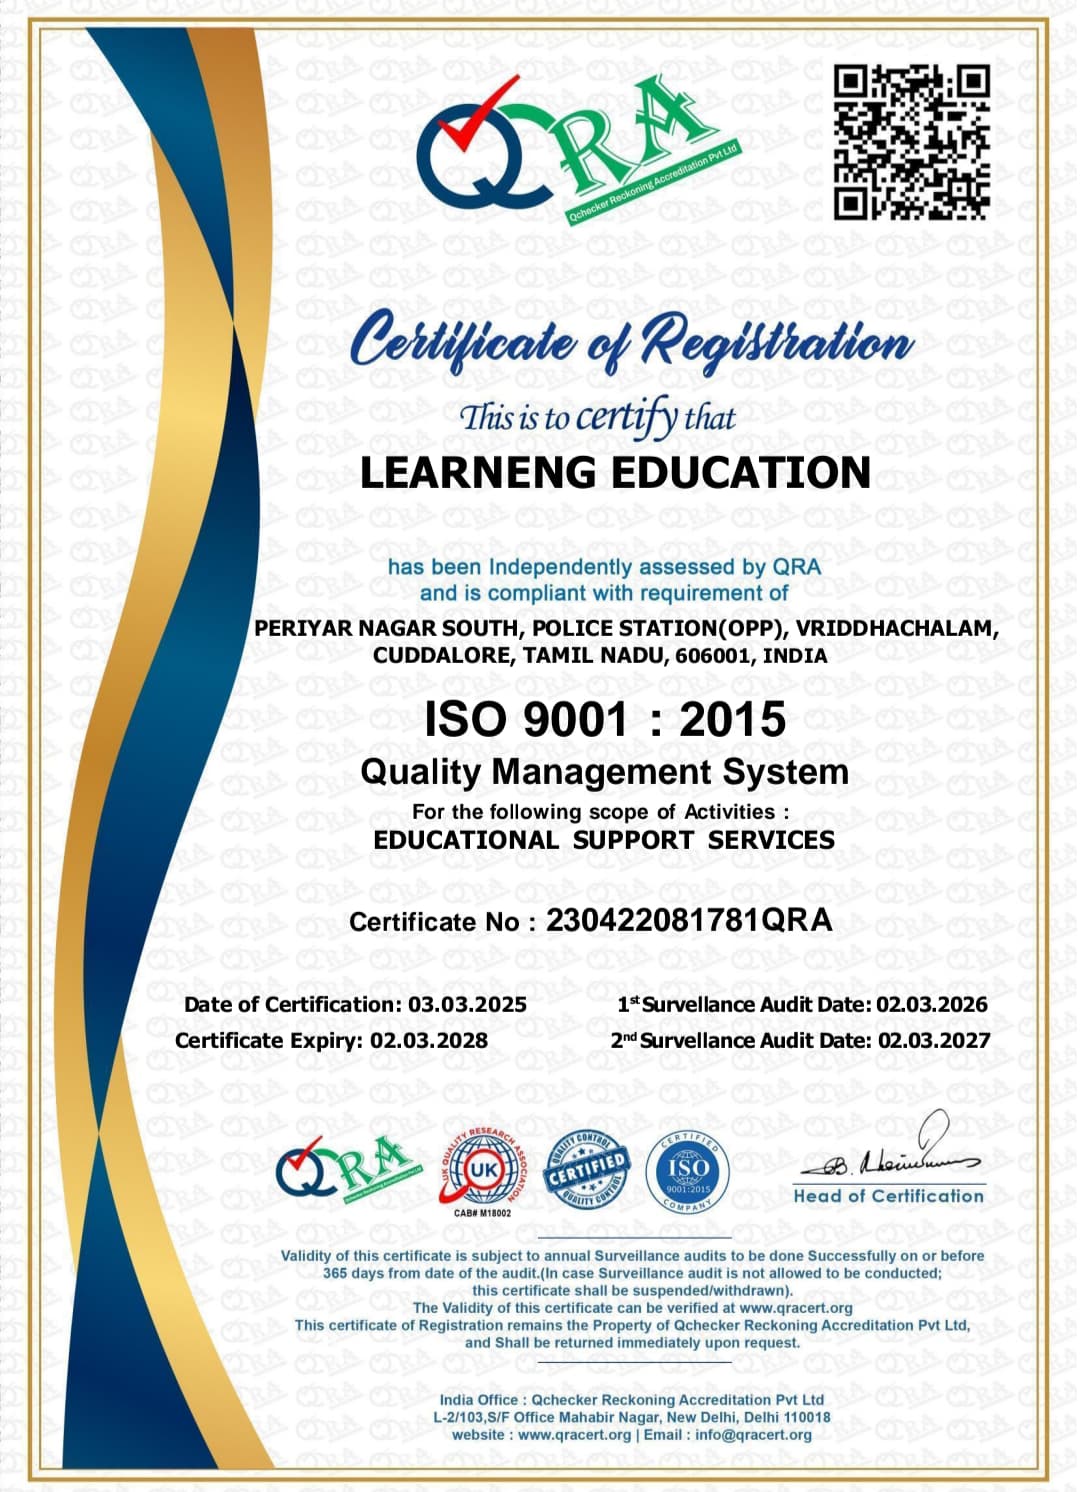 QRA
Qchecker Reckoning Accreditation Pvt Ltd
Certificate of Registration
This is to certify that
LEARNENG EDUCATION
has been Independently assessed by QRA
and is compliant with requirement of
PERIYAR NAGAR SOUTH, POLICE STATION(OPP), VRIDDHACHALAM,
CUDDALORE, TAMIL NADU, 606001, INDIA
ISO 9001 : 2015
Quality Management System
For the following scope of Activities :
EDUCATIONAL SUPPORT SERVICES
Certificate No : 230422081781QRA
Date of Certification: 03.03.2025
1st Survellance Audit Date: 02.03.2026
Certificate Expiry: 02.03.2028
2nd Survellance Audit Date: 02.03.2027
QRA
Qchecker Reckoning Accreditation Pvt Ltd
UK QUALITY RESEARCH ASSOCIATION
UK
CAB# M18002
QUALITY CONTROL
CERTIFIED
QUALITY CONTROL
CERTIFIED
ISO
9001:2015
COMPANY
Head of Certification
Validity of this certificate is subject to annual Surveillance audits to be done Successfully on or before
365 days from date of the audit.(In case Surveillance audit is not allowed to be conducted;
this certificate shall be suspended/withdrawn).
The Validity of this certificate can be verified at www.qracert.org
This certificate of Registration remains the Property of Qchecker Reckoning Accreditation Pvt Ltd,
and Shall be returned immediately upon request.
India Office : Qchecker Reckoning Accreditation Pvt Ltd
L-2/103,S/F Office Mahabir Nagar, New Delhi, Delhi 110018
website : www.qracert.org | Email : info@qracert.org